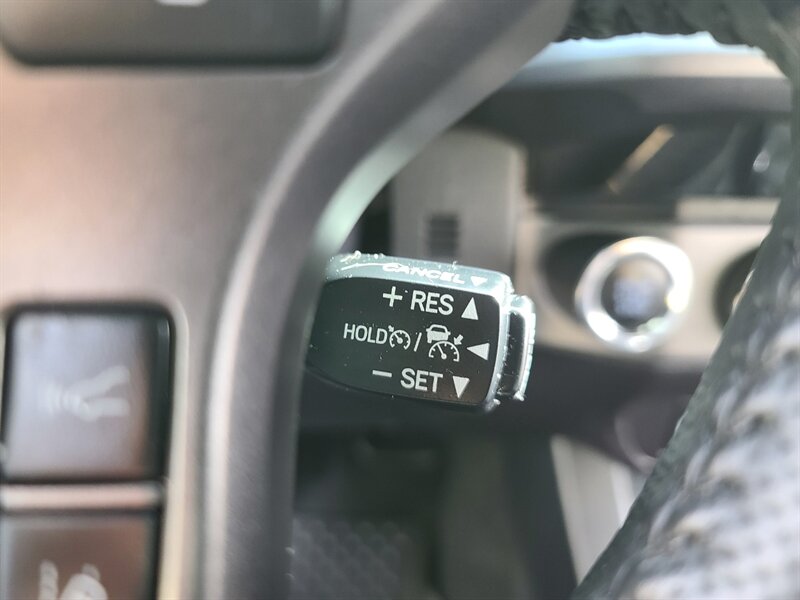 CANCEL ▼
+ RES ▲
HOLD / ◀
− SET ▼